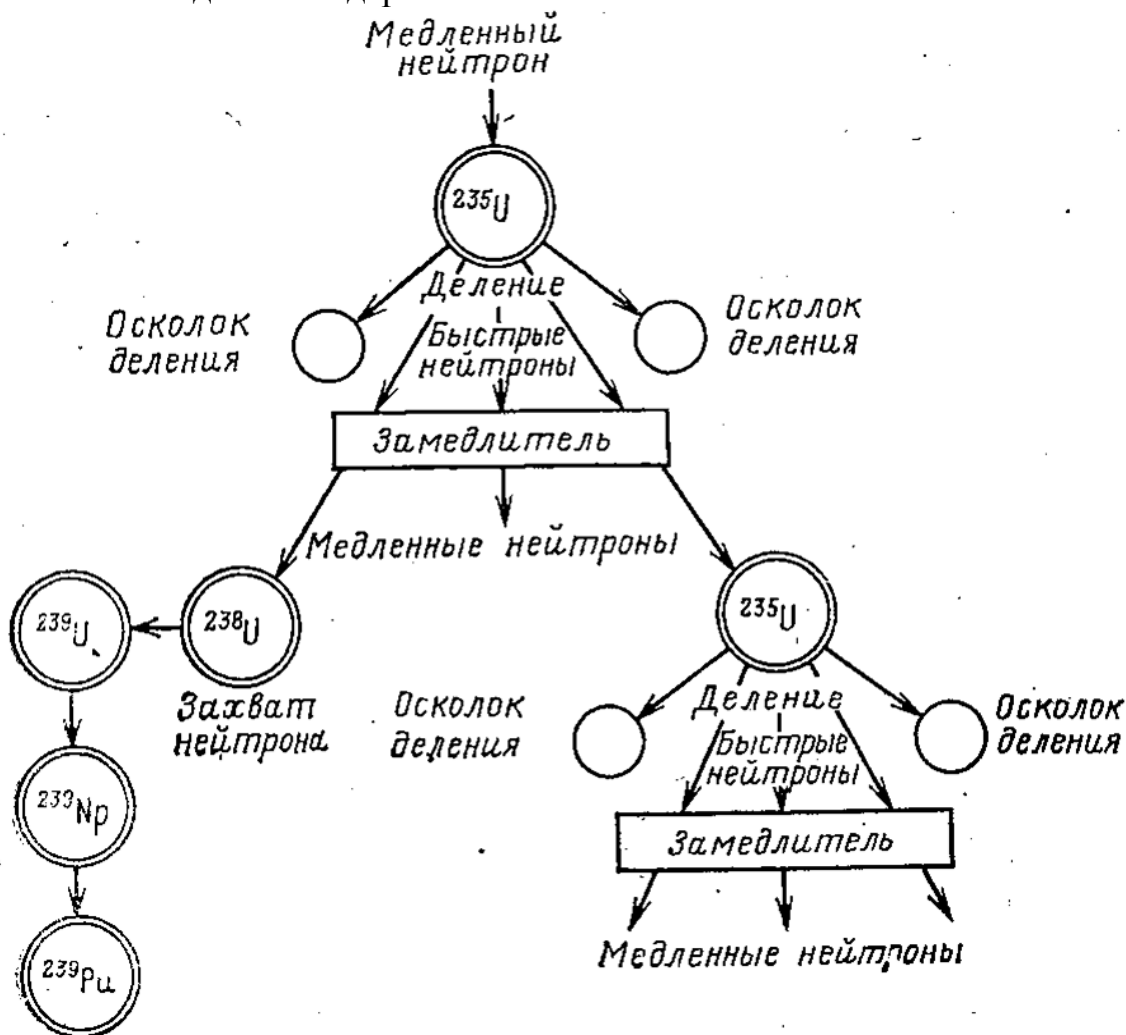 Медленный
нейтрон
²³⁵U
Деление
Осколок
деления
Быстрые
нейтроны
Осколок
деления
Замедлитель
Медленные нейтроны
²³⁹U
²³⁸U
Захват
нейтрона
²³⁵U
Осколок
деления
Деление
Быстрые
нейтроны
Осколок
деления
²³⁹Np
Замедлитель
Медленные нейтроны
²³⁹Pu